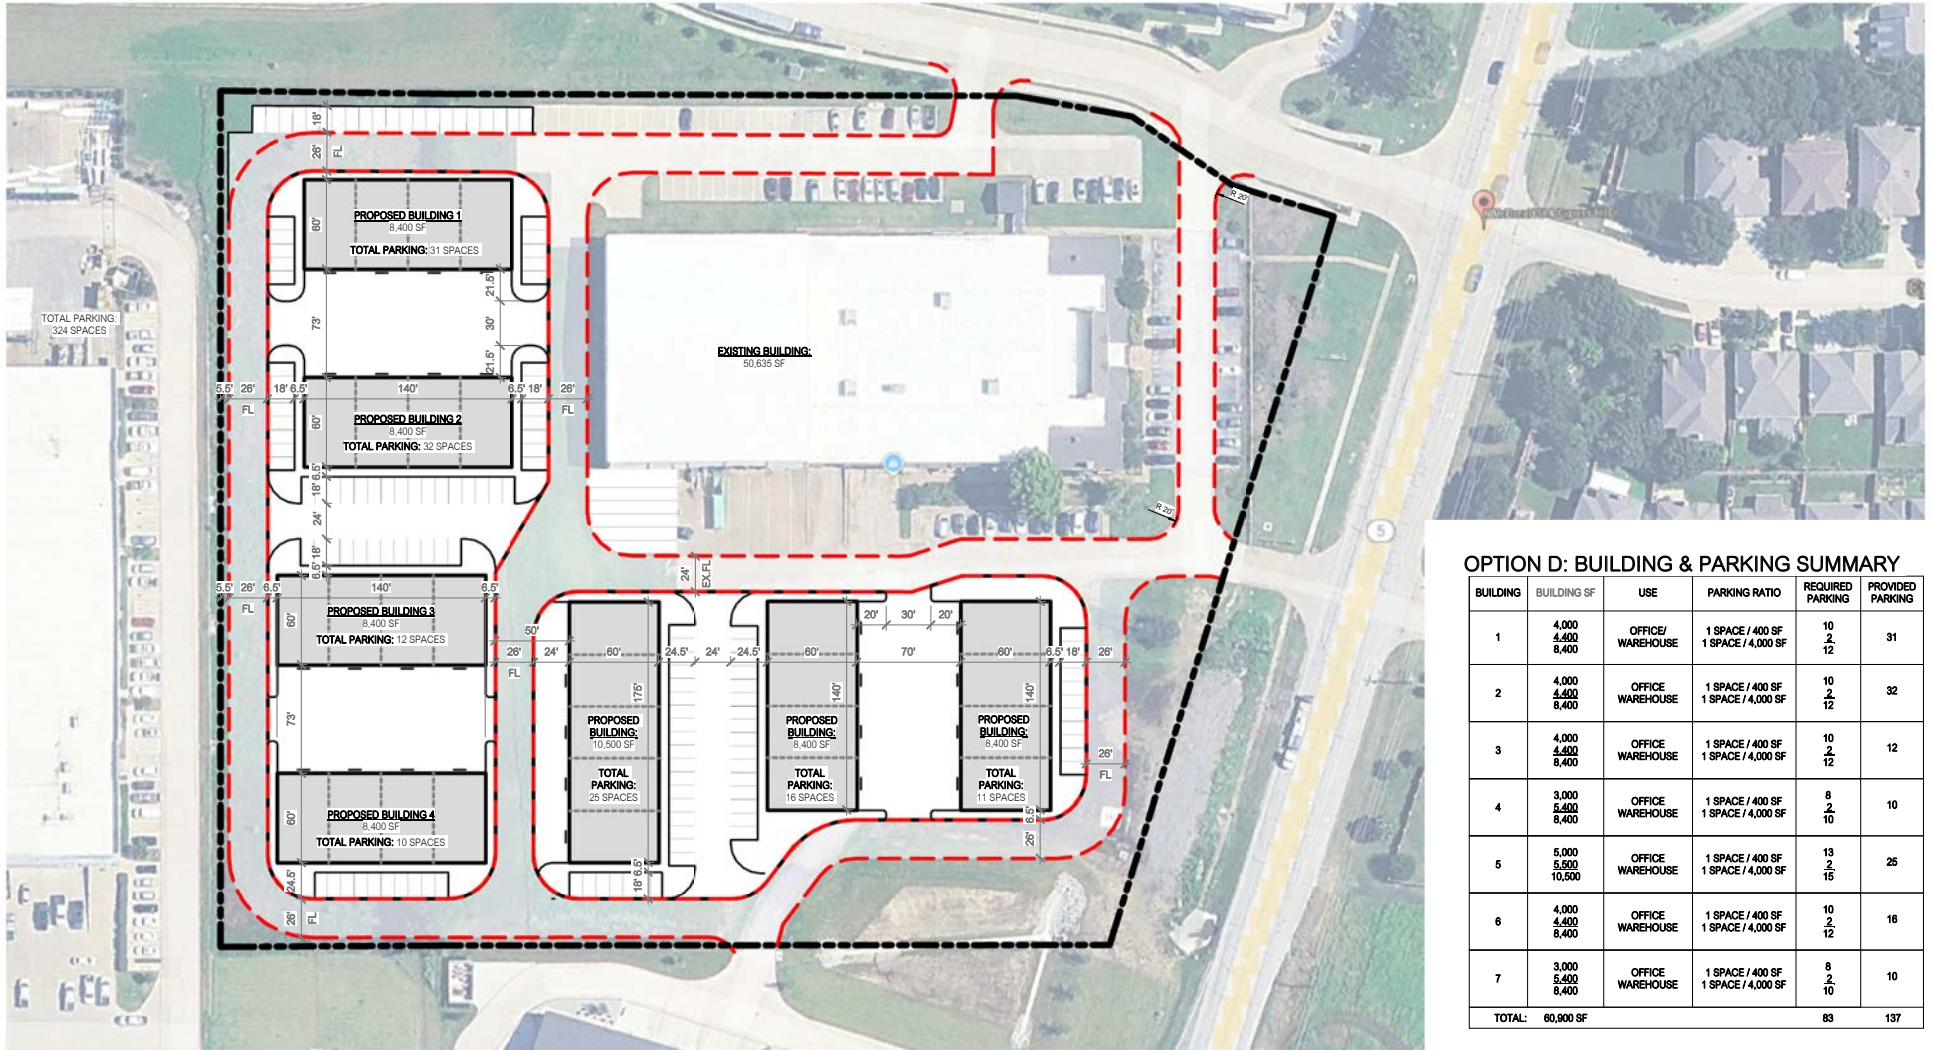 18'
26'
FL
PROPOSED BUILDING 1
8,400 SF
TOTAL PARKING: 31 SPACES
60'
R 20'
21.5'
73'
30'
21.5'
TOTAL PARKING:
324 SPACES
EXISTING BUILDING:
50,635 SF
5.5' 26' 18' 6.5' 140' 6.5' 18' 26'
FL
FL
60'
PROPOSED BUILDING 2
8,400 SF
TOTAL PARKING: 32 SPACES
6.5'
18'
24'
18'
6.5'
R 20'
5
24'
EX.FL
5.5' 26' 6.5' 140' 6.5'
FL
60'
PROPOSED BUILDING 3
8,400 SF
TOTAL PARKING: 12 SPACES
20' 30' 20'
50'
26' 24' 60' 24.5' 24' 24.5' 60' 70' 60' 6.5' 18' 26'
FL
175'
140'
140'
73'
PROPOSED
BUILDING:
10,500 SF
TOTAL
PARKING:
25 SPACES
PROPOSED
BUILDING:
8,400 SF
TOTAL
PARKING:
16 SPACES
PROPOSED
BUILDING:
8,400 SF
TOTAL
PARKING:
11 SPACES
26'
FL
60'
PROPOSED BUILDING 4
8,400 SF
TOTAL PARKING: 10 SPACES
6.5'
26'
24.5'
6.5'
18'
26'
FL
OPTION D: BUILDING & PARKING SUMMARY
BUILDING BUILDING SF USE PARKING RATIO REQUIRED PARKING PROVIDED PARKING
4,000 OFFICE/ 1 SPACE / 400 SF 10
1 4,400 WAREHOUSE 1 SPACE / 4,000 SF 2 31
8,400 12
4,000 OFFICE 1 SPACE / 400 SF 10
2 4,400 WAREHOUSE 1 SPACE / 4,000 SF 2 32
8,400 12
4,000 OFFICE 1 SPACE / 400 SF 10
3 4,400 WAREHOUSE 1 SPACE / 4,000 SF 2 12
8,400 12
3,000 OFFICE 1 SPACE / 400 SF 8
4 5,400 WAREHOUSE 1 SPACE / 4,000 SF 2 10
8,400 10
5,000 OFFICE 1 SPACE / 400 SF 13
5 5,500 WAREHOUSE 1 SPACE / 4,000 SF 2 25
10,500 15
4,000 OFFICE 1 SPACE / 400 SF 10
6 4,400 WAREHOUSE 1 SPACE / 4,000 SF 2 16
8,400 12
3,000 OFFICE 1 SPACE / 400 SF 8
7 5,400 WAREHOUSE 1 SPACE / 4,000 SF 2 10
8,400 10
TOTAL: 60,900 SF 83 137